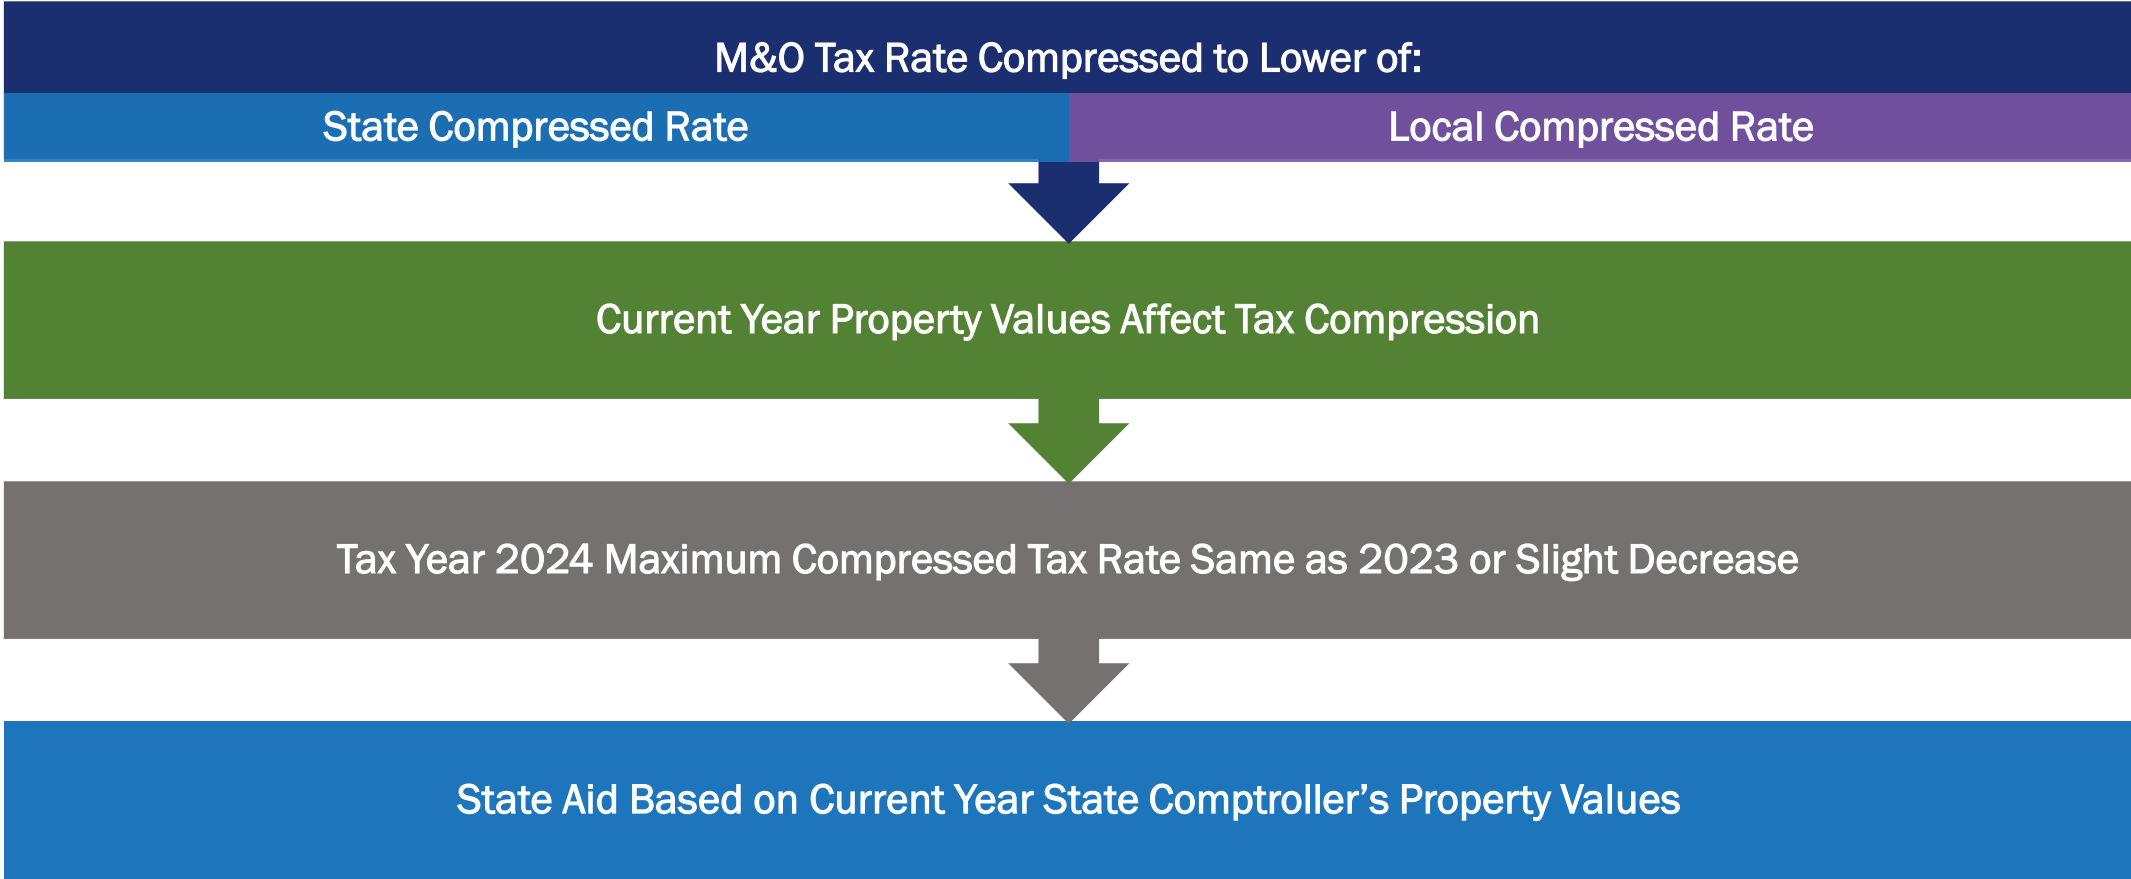 M&O Tax Rate Compressed to Lower of:
State Compressed Rate
Local Compressed Rate
Current Year Property Values Affect Tax Compression
Tax Year 2024 Maximum Compressed Tax Rate Same as 2023 or Slight Decrease
State Aid Based on Current Year State Comptroller’s Property Values